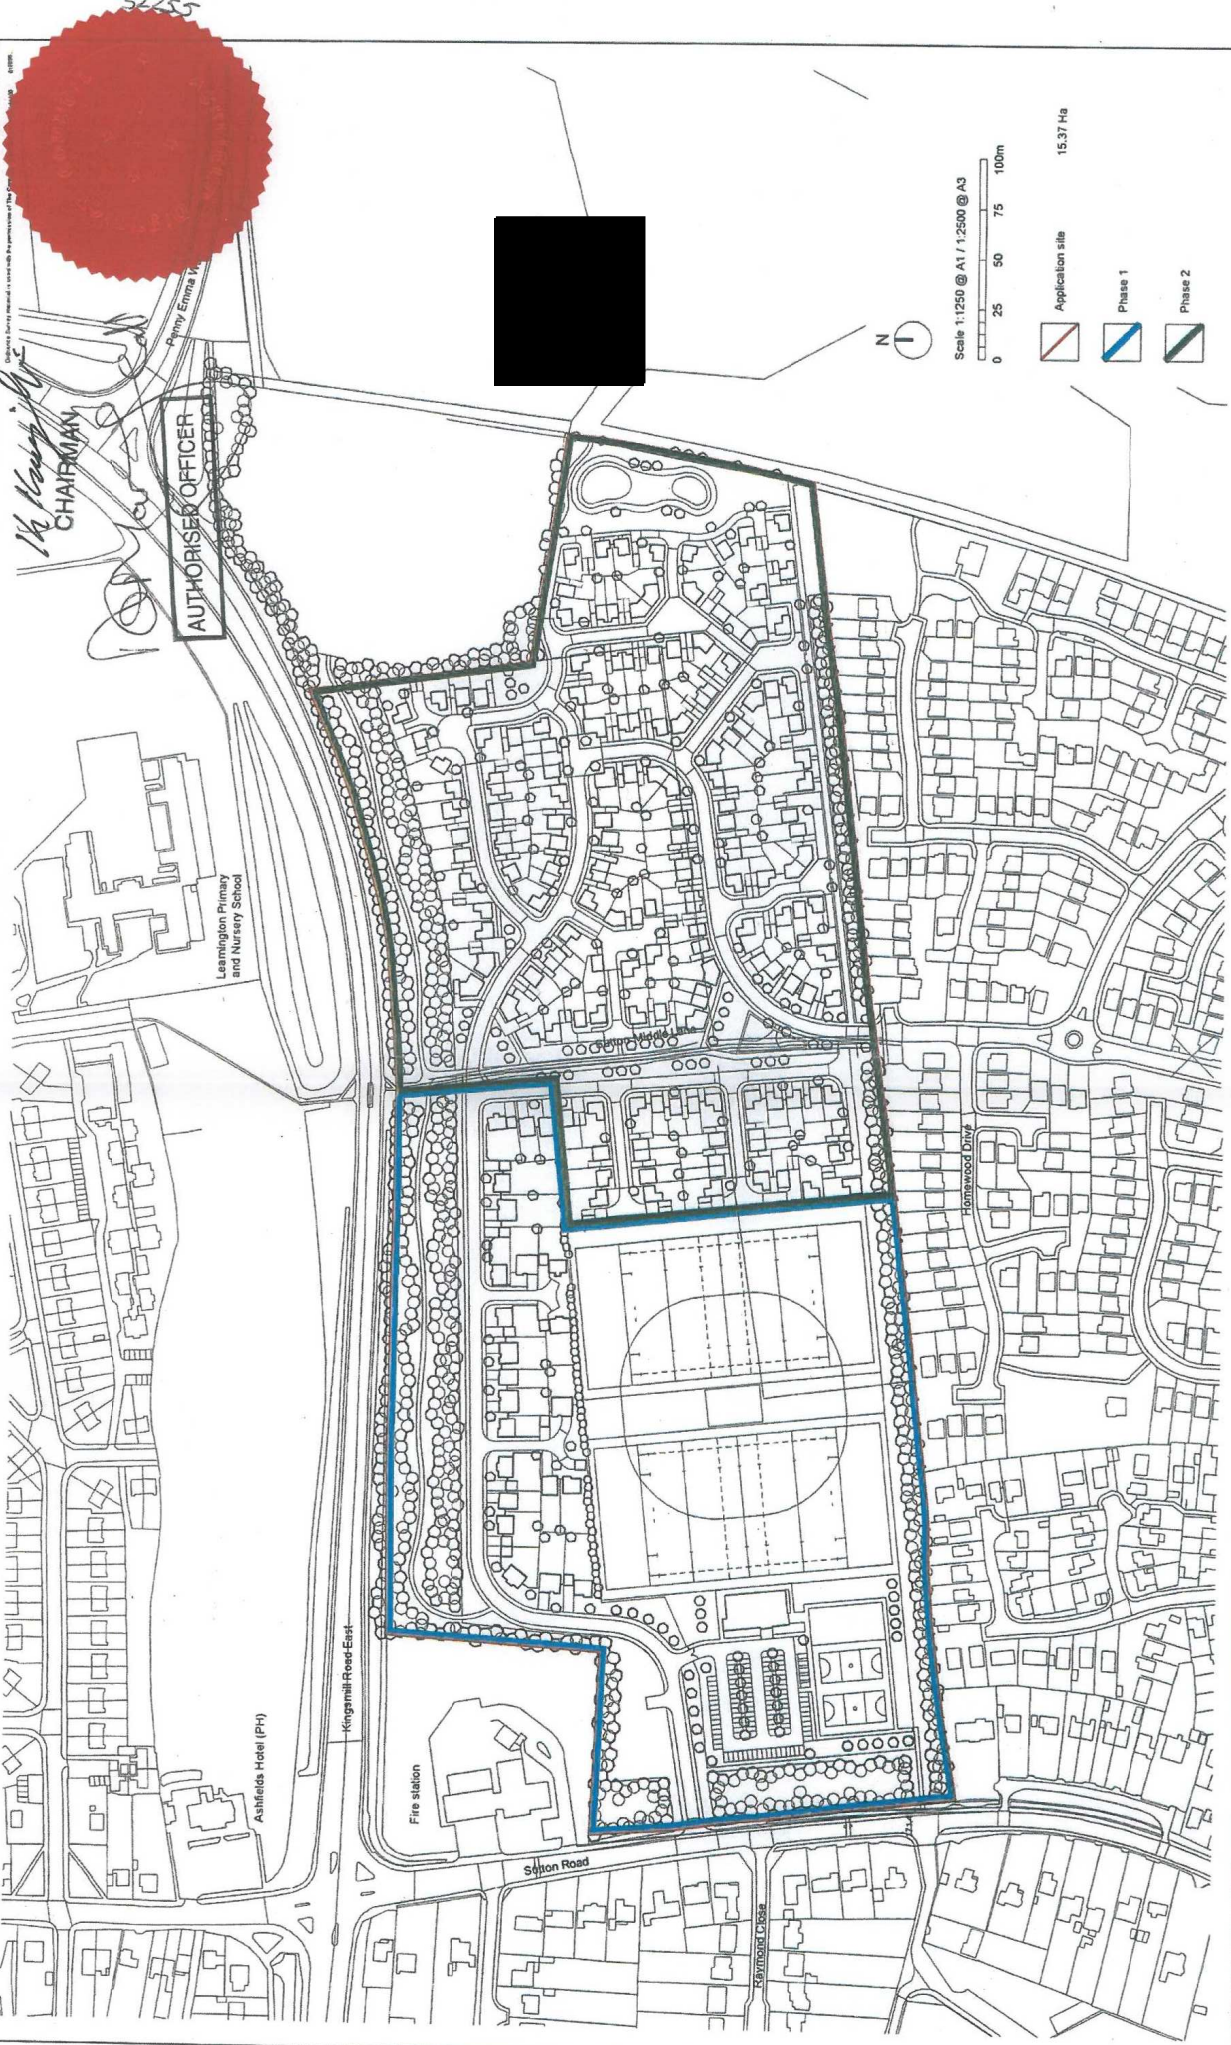 52255
CHAIRMAN
AUTHORISED OFFICER
Penny Emma
Leamington Primary
and Nursery School
N
Scale 1:1250 @ A1 / 1:2500 @ A3
0 25 50 75 100m
Application site 15.37 Ha
Phase 1
Phase 2
Sutton Middle Lane
Homewood Drive
Kingsmill Road East
Ashfields Hotel (PH)
Fire station
Sutton Road
Raymond Close